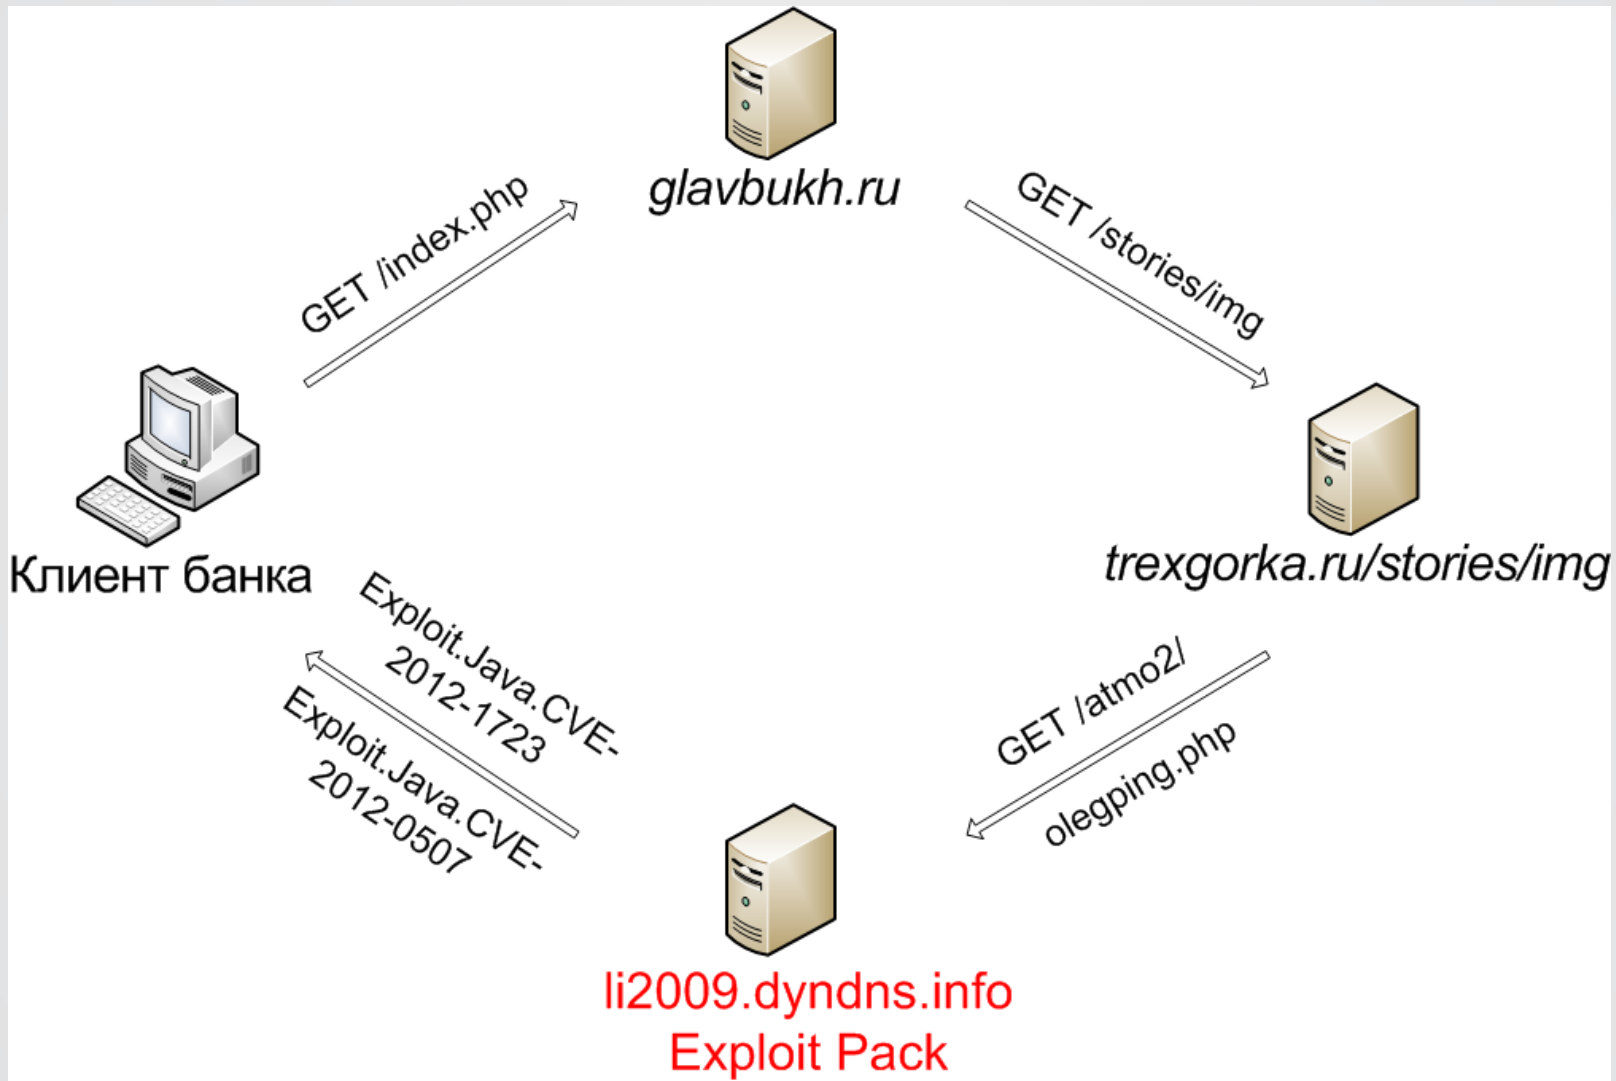 glavbukh.ru
GET /index.php
GET /stories/img
Клиент банка
trexgorka.ru/stories/img
Exploit.Java.CVE-
2012-1723
Exploit.Java.CVE-
2012-0507
GET /atmo2/
olegping.php
li2009.dyndns.info
Exploit Pack